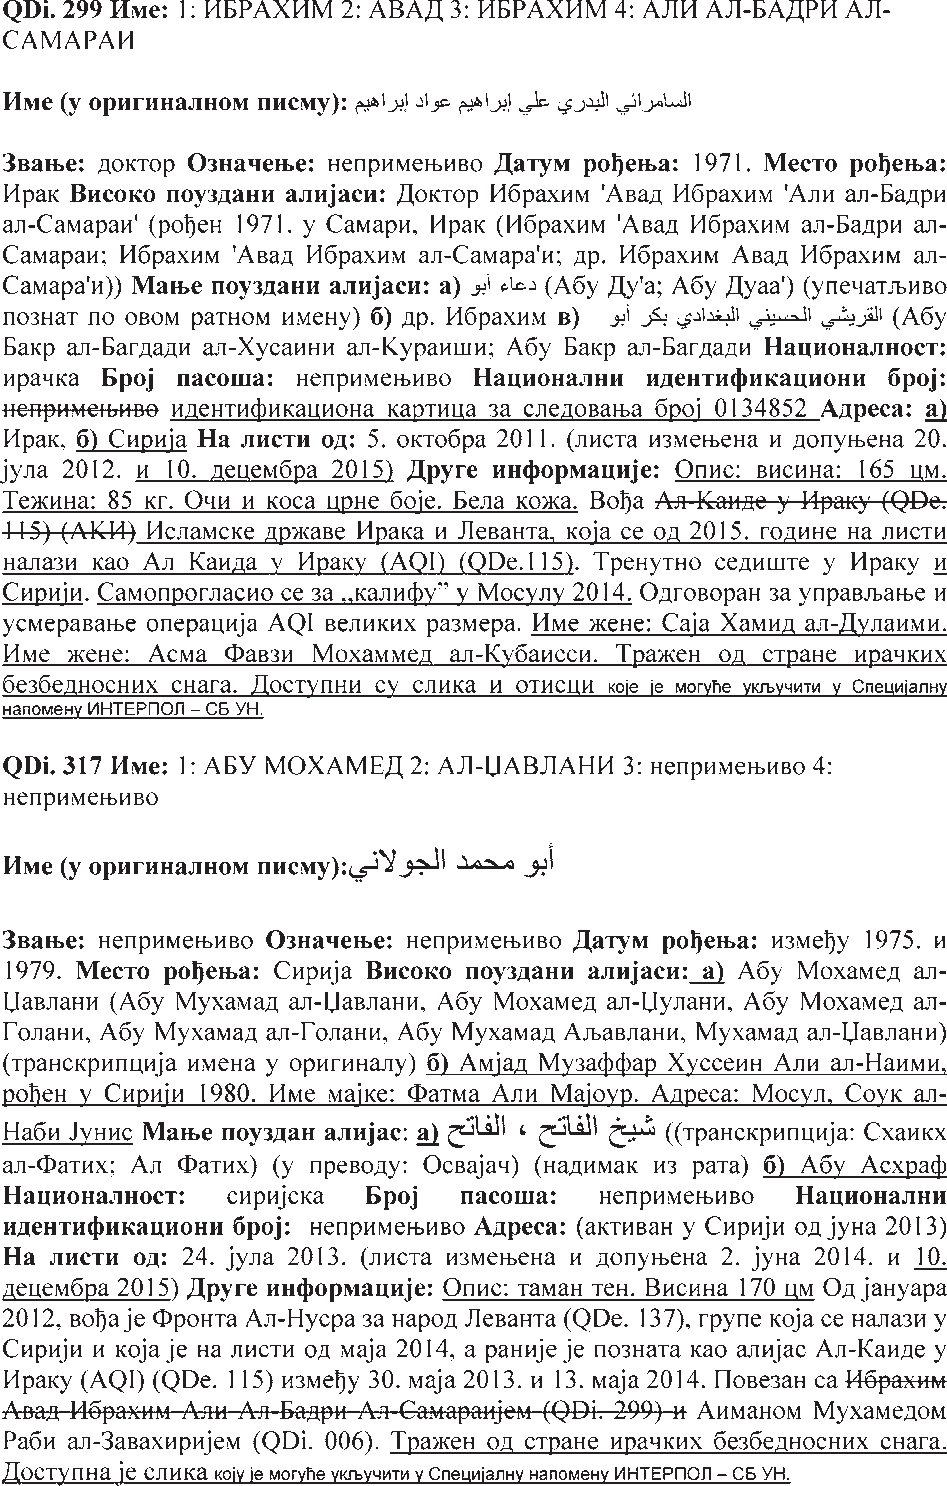 QDi. 299 Име: 1: ИБРАХИМ 2: АВАД 3: ИБРАХИМ 4: АЛИ АЛ-БАДРИ АЛ-
САМАРАИ
Име (у оригиналном писму): السامرائي البدري علي إبراهيم عواد إبراهيم
Звање: доктор Означење: непримењиво Датум рођења: 1971. Место рођења:
Ирак Високо поуздани алијаси: Доктор Ибрахим 'Авад Ибрахим 'Али ал-Бадри
ал-Самараи' (рођен 1971. у Самари, Ирак (Ибрахим 'Авад Ибрахим ал-Бадри ал-
Самараи; Ибрахим 'Авад Ибрахим ал-Самара'и; др. Ибрахим Авад Ибрахим ал-
Самара'и)) Мање поуздани алијаси: а) دعاء أبو (Абу Ду'а; Абу Дуаа') (упечатљиво
познат по овом ратном имену) б) др. Ибрахим в) القريشي الحسيني البغدادي بكر أبو (Абу
Бакр ал-Багдади ал-Хусаини ал-Кураиши; Абу Бакр ал-Багдади Националност:
ирачка Број пасоша: непримењиво Национални идентификациони број:
непримењиво идентификациона картица за следовања број 0134852 Адреса: а)
Ирак, б) Сирија На листи од: 5. октобра 2011. (листа измењена и допуњена 20.
јула 2012. и 10. децембра 2015) Друге информације: Опис: висина: 165 цм.
Тежина: 85 кг. Очи и коса црне боје. Бела кожа. Вођа Ал-Каиде у Ираку (QDe.
115) (АКИ) Исламске државе Ирака и Леванта, која се од 2015. године на листи
налази као Ал Каида у Ираку (AQI) (QDe.115). Тренутно седиште у Ираку и
Сирији. Самопрогласио се за „калифу” у Мосулу 2014. Одговоран за управљање и
усмеравање операција AQI великих размера. Име жене: Саја Хамид ал-Дулаими.
Име жене: Асма Фавзи Мохаммед ал-Кубаисси. Тражен од стране ирачких
безбедносних снага. Доступни су слика и отисци које је могуће укључити у Специјалну
напомену ИНТЕРПОЛ – СБ УН.
QDi. 317 Име: 1: АБУ МОХАМЕД 2: АЛ-ЏАВЛАНИ 3: непримењиво 4:
непримењиво
Име (у оригиналном писму):أبو محمد الجولاني
Звање: непримењиво Означење: непримењиво Датум рођења: између 1975. и
1979. Место рођења: Сирија Високо поуздани алијаси: а) Абу Мохамед ал-
Џавлани (Абу Мухамад ал-Џавлани, Абу Мохамед ал-Џулани, Абу Мохамед ал-
Голани, Абу Мухамад ал-Голани, Абу Мухамад Аљавлани, Мухамад ал-Џавлани)
(транскрипција имена у оригиналу) б) Амјад Музаффар Хуссеин Али ал-Наими,
рођен у Сирији 1980. Име мајке: Фатма Али Мајоур. Адреса: Мосул, Соук ал-
Наби Јунис Мање поуздан алијас: а) شيخ الفاتح ، الفاتح ((транскрипција: Схаикх
ал-Фатих; Ал Фатих) (у преводу: Освајач) (надимак из рата) б) Абу Асхраф
Националност: сиријска Број пасоша: непримењиво Национални
идентификациони број: непримењиво Адреса: (активан у Сирији од јуна 2013)
На листи од: 24. јула 2013. (листа измењена и допуњена 2. јуна 2014. и 10.
децембра 2015) Друге информације: Опис: таман тен. Висина 170 цм Од јануара
2012, вођа је Фронта Ал-Нусра за народ Леванта (QDe. 137), групе која се налази у
Сирији и која је на листи од маја 2014, а раније је позната као алијас Ал-Каиде у
Ираку (AQI) (QDe. 115) између 30. маја 2013. и 13. маја 2014. Повезан са Ибрахим
Авад Ибрахим Али Ал-Бадри Ал-Самараијем (QDi. 299) и Аиманом Мухамедом
Раби ал-Завахиријем (QDi. 006). Тражен од стране ирачких безбедносних снага.
Доступна је слика коју је могуће укључити у Специјалну напомену ИНТЕРПОЛ – СБ УН.